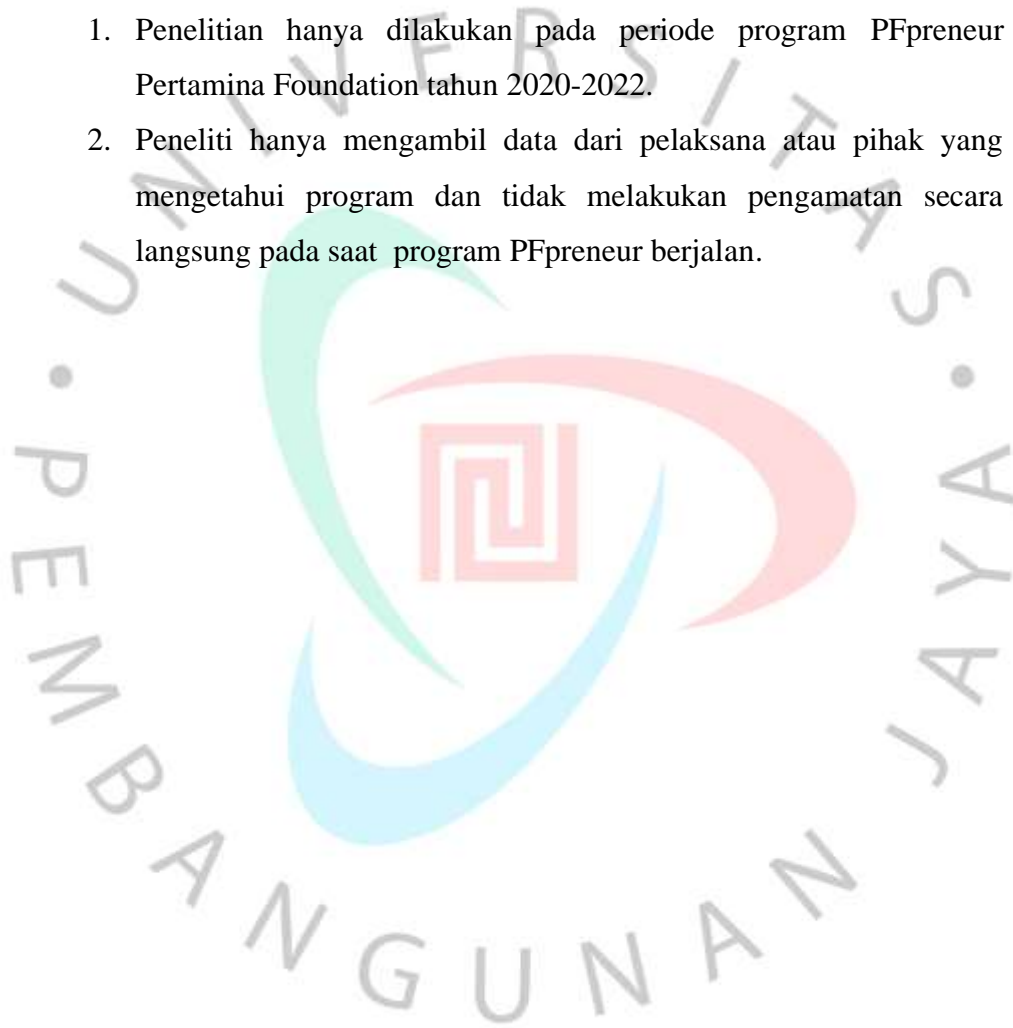 1. Penelitian hanya dilakukan pada periode program PFpreneur
Pertamina Foundation tahun 2020-2022.
2. Peneliti hanya mengambil data dari pelaksana atau pihak yang
mengetahui program dan tidak melakukan pengamatan secara
langsung pada saat program PFpreneur berjalan.
UNIVERSITAS
• PEMBANGUNAN JAYA •